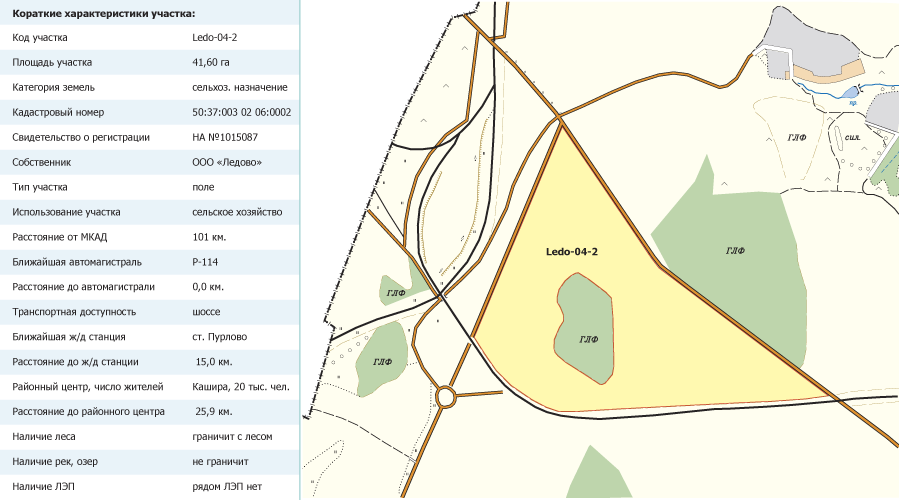 Кораткие характеристики участка:
Код участка Ledo-04-2
Площадь участка 41,60 га
Категория земель сельхоз. назначение
Кадастровый номер 50:37:003 02 06:0002
Свидетельство о регистрации НА №1015087
Собственник ООО «Ледово»
Тип участка поле
Использование участка сельское хозяйство
Расстояние от МКАД 101 км.
Ближайшая автомагистраль Р-114
Расстояние до автомагистрали 0,0 км.
Транспортная доступность шоссе
Ближайшая ж/д станция ст. Пурлово
Расстояние до ж/д станции 15,0 км.
Районный центр, число жителей Кашира, 20 тыс. чел.
Расстояние до районного центра 25,9 км.
Наличие леса граничит с лесом
Наличие рек, озер не граничит
Наличие ЛЭП рядом ЛЭП нет
пр.
ГЛФ
сил.
Ledo-04-2
ГЛФ
ГЛФ
ГЛФ
ГЛФ